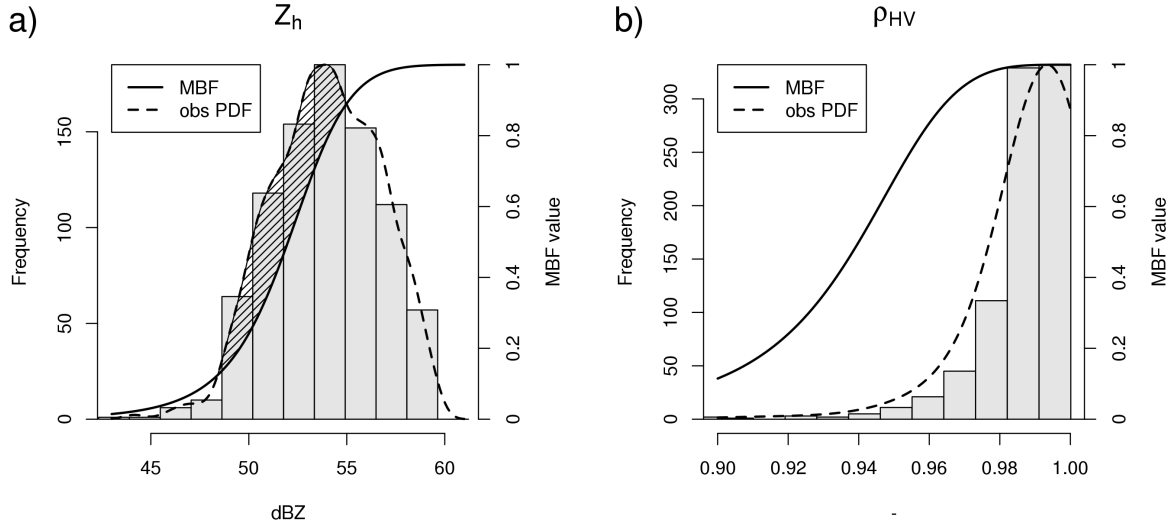 a)
Zh
MBF
obs PDF
Frequency
0
50
100
150
MBF value
0
0.2
0.4
0.6
0.8
1
45
50
55
60
dBZ
b)
ρHV
MBF
obs PDF
Frequency
0
50
100
150
200
250
300
MBF value
0
0.2
0.4
0.6
0.8
1
0.90
0.92
0.94
0.96
0.98
1.00
-